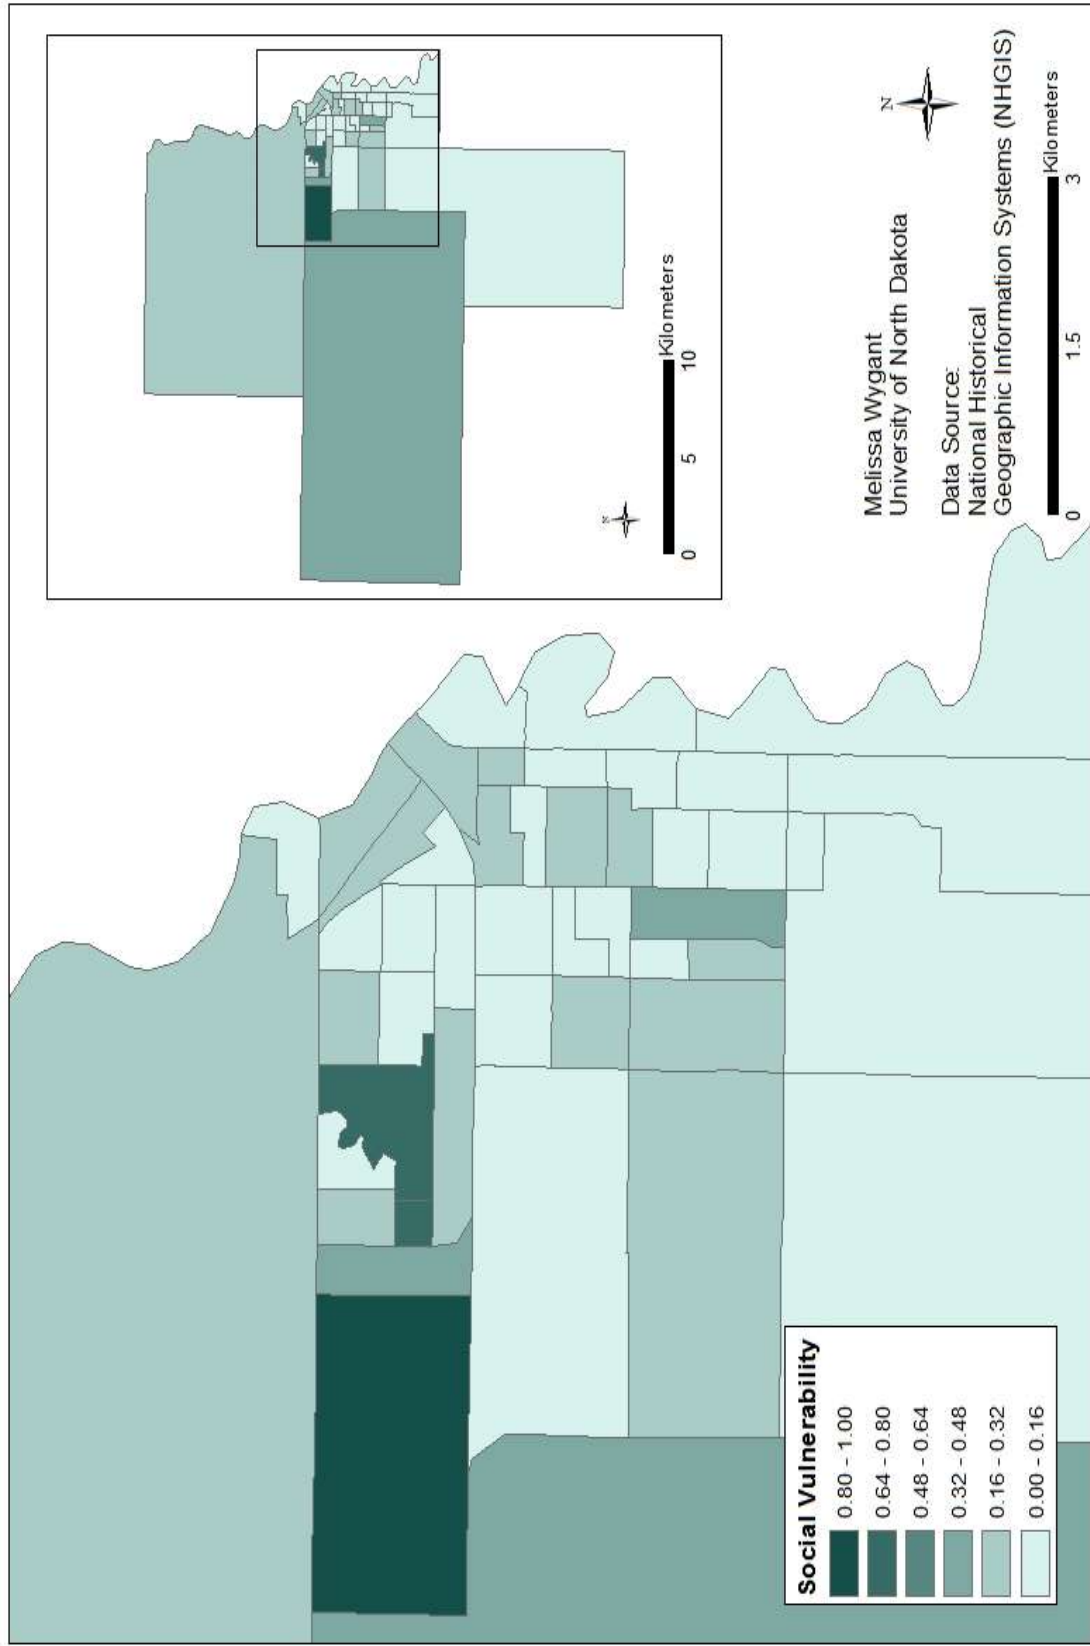 N
0 5 10 Kilometers
N
Melissa Wygant
University of North Dakota
Data Source:
National Historical
Geographic Information Systems (NHGIS)
0 1.5 3 Kilometers
Social Vulnerability
0.80 - 1.00
0.64 - 0.80
0.48 - 0.64
0.32 - 0.48
0.16 - 0.32
0.00 - 0.16